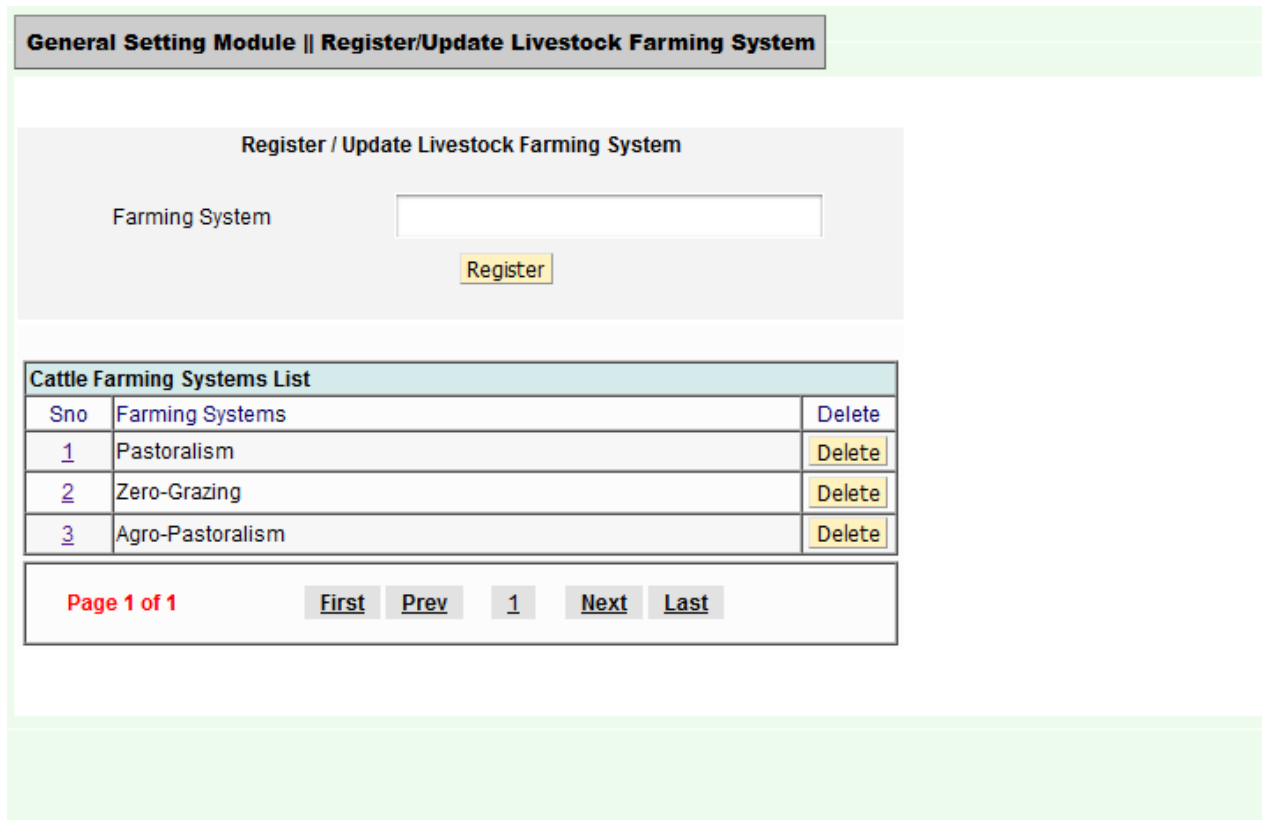 General Setting Module || Register/Update Livestock Farming System
Register / Update Livestock Farming System
Farming System
Register
Cattle Farming Systems List
Sno Farming Systems Delete
1 Pastoralism Delete
2 Zero-Grazing Delete
3 Agro-Pastoralism Delete
Page 1 of 1 First Prev 1 Next Last